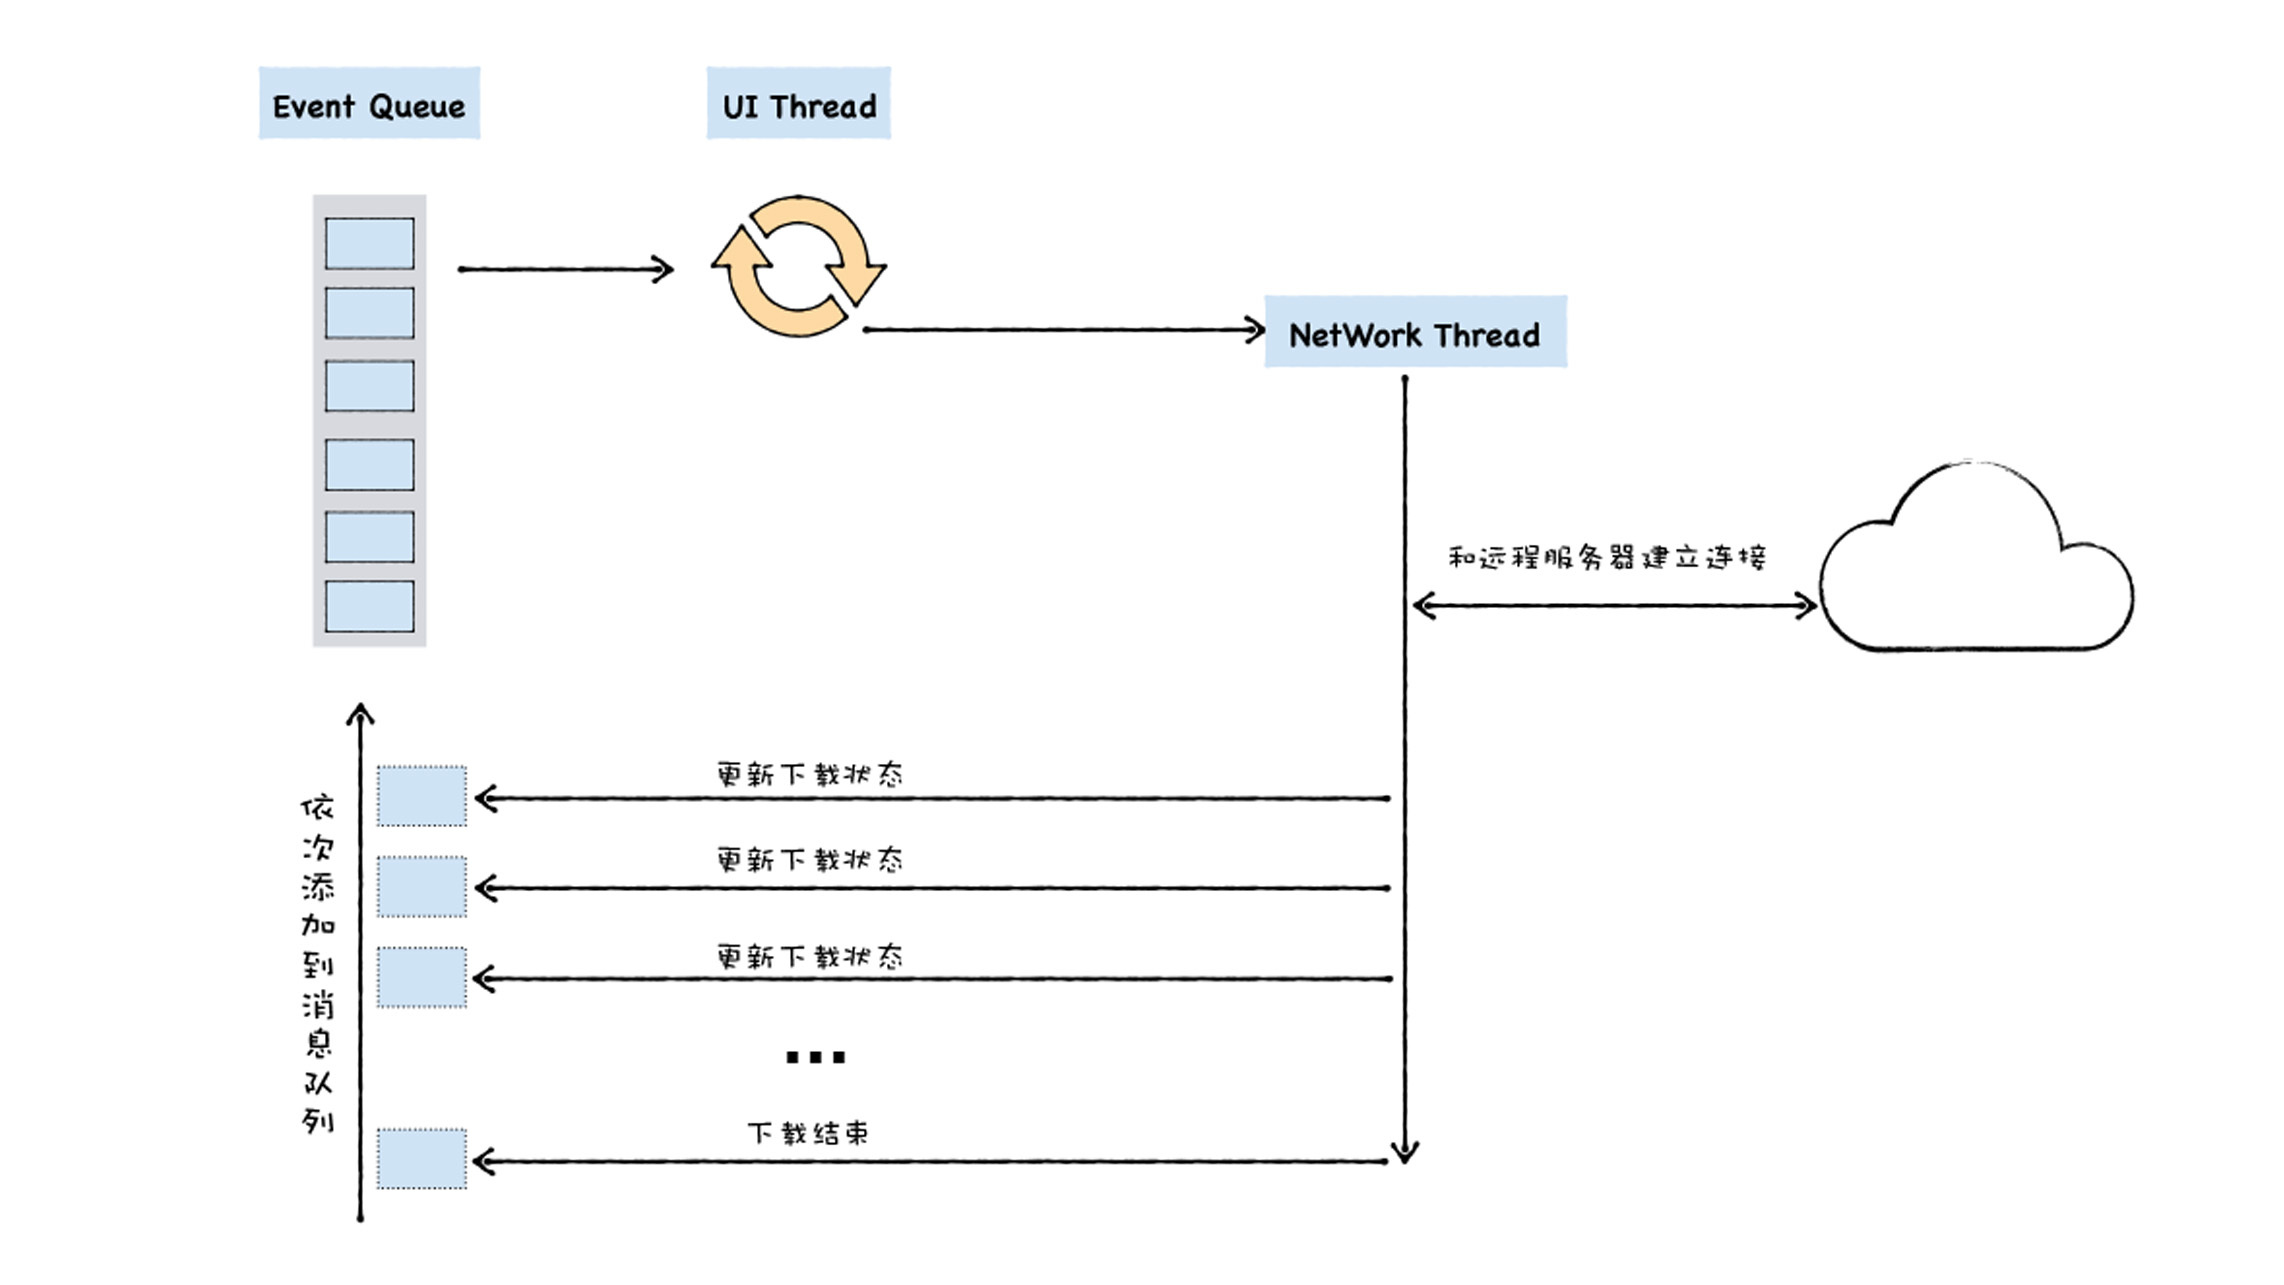 Event Queue
UI Thread
NetWork Thread
和远程服务器建立连接
更新下载状态
更新下载状态
更新下载状态
...
下载结束
依次添加到消息队列